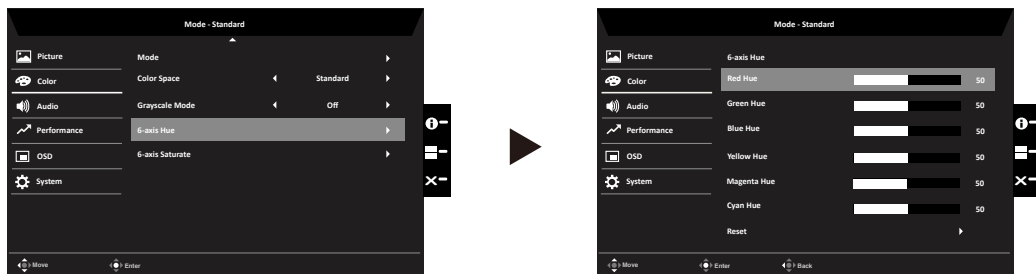 Mode - Standard
Picture
Color
Audio
Performance
OSD
System
Mode
Color Space Standard
Grayscale Mode Off
6-axis Hue
6-axis Saturate
Move Enter
Mode - Standard
Picture
Color
Audio
Performance
OSD
System
6-axis Hue
Red Hue 50
Green Hue 50
Blue Hue 50
Yellow Hue 50
Magenta Hue 50
Cyan Hue 50
Reset
Move Enter Back